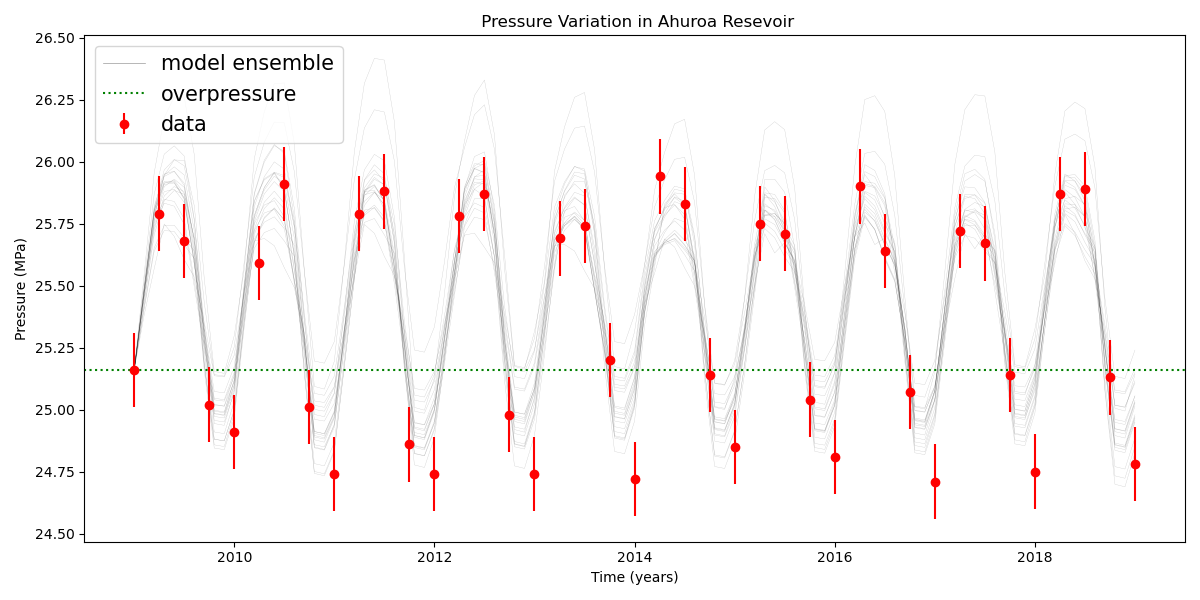 Pressure Variation in Ahuroa Resevoir
model ensemble
overpressure
data
Pressure (MPa)
26.50
26.25
26.00
25.75
25.50
25.25
25.00
24.75
24.50
2010
2012
2014
2016
2018
Time (years)